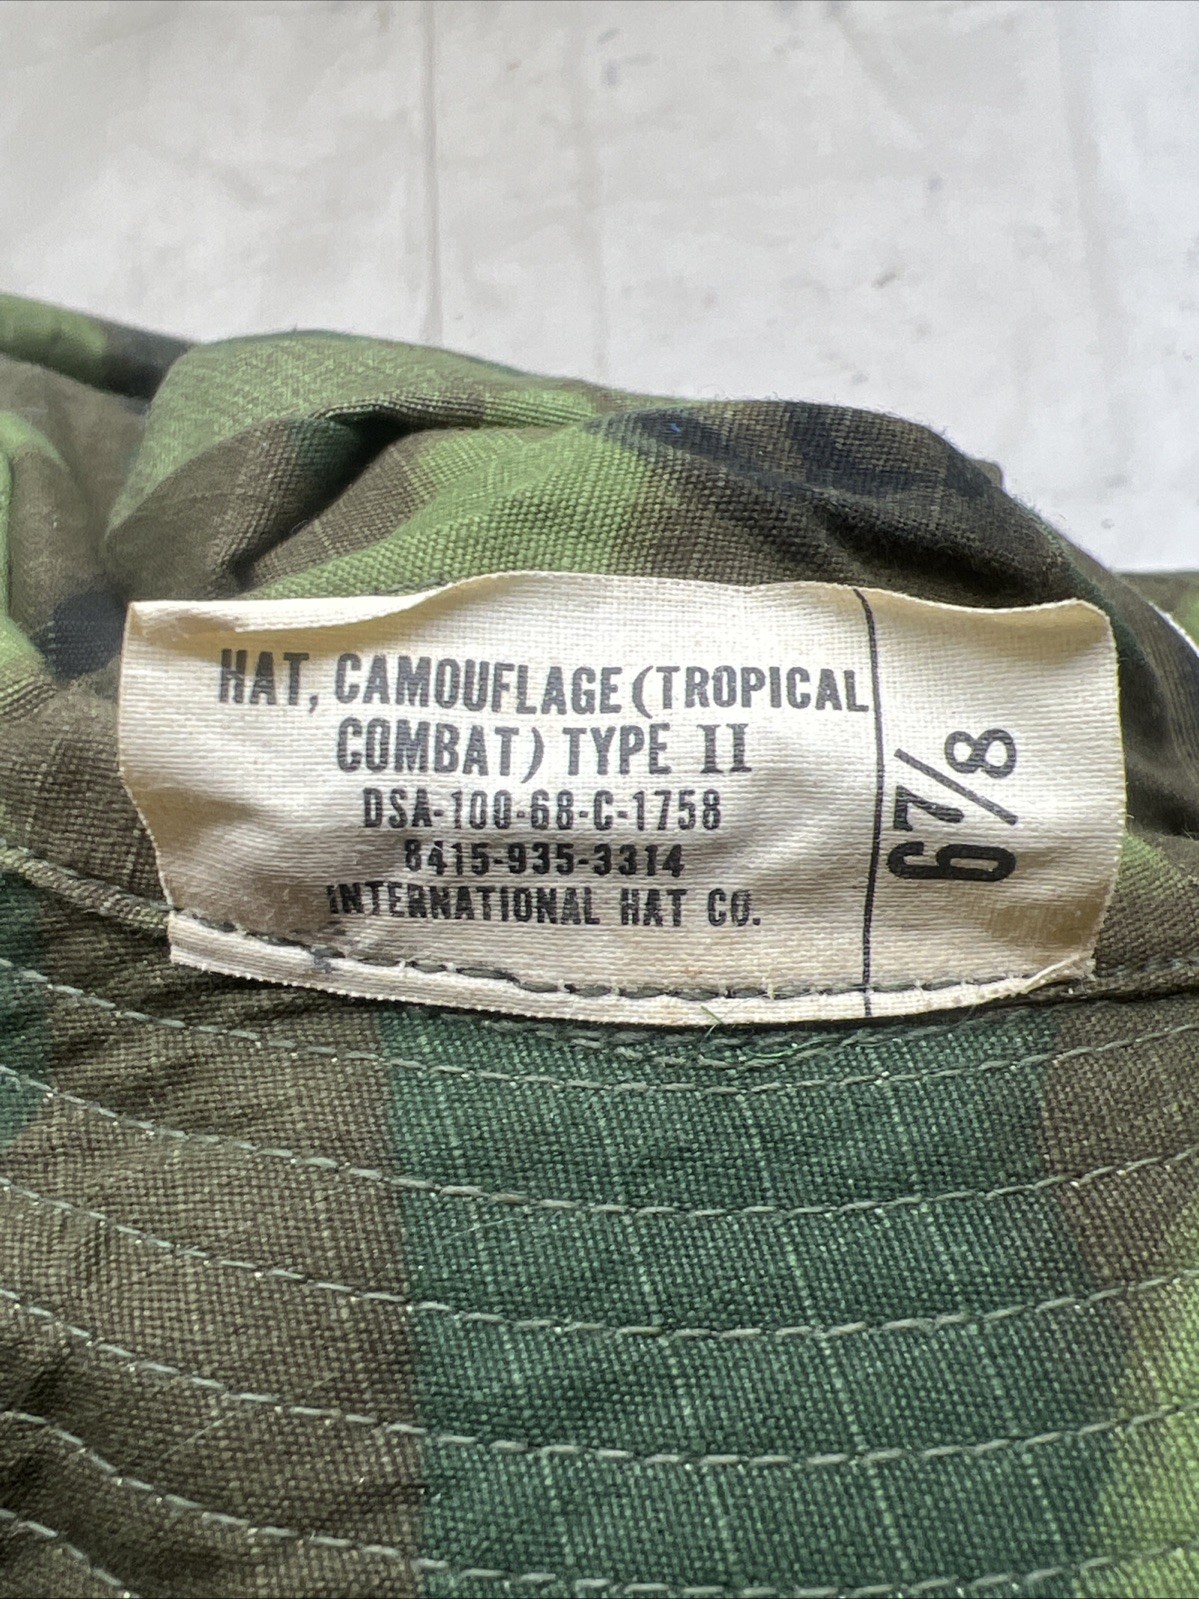 HAT, CAMOUFLAGE (TROPICAL
COMBAT) TYPE II
DSA-100-68-C-1758
8415-935-3314
INTERNATIONAL HAT CO.
6 7/8